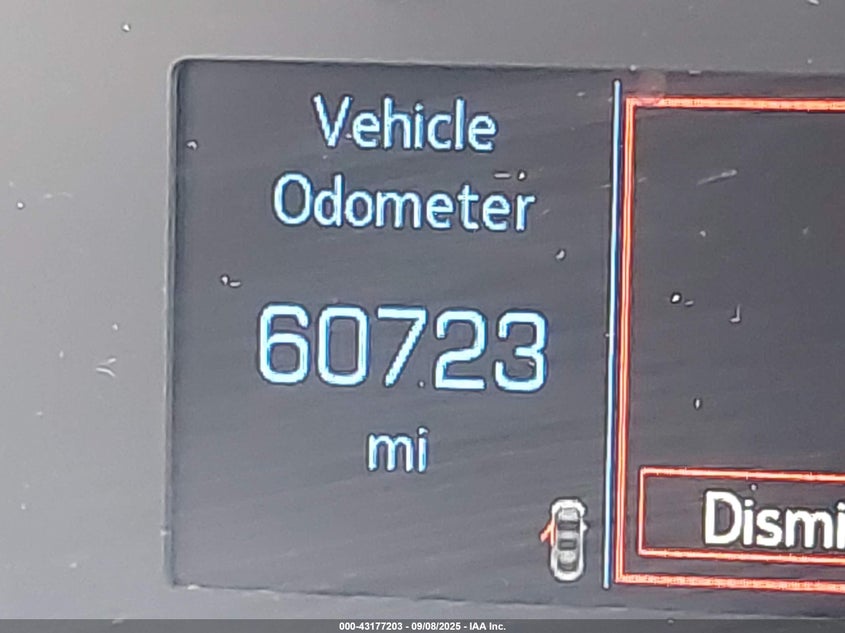 Vehicle
Odometer
60723
mi
Dismi
000-43177203 - 09/08/2025 - IAA Inc.